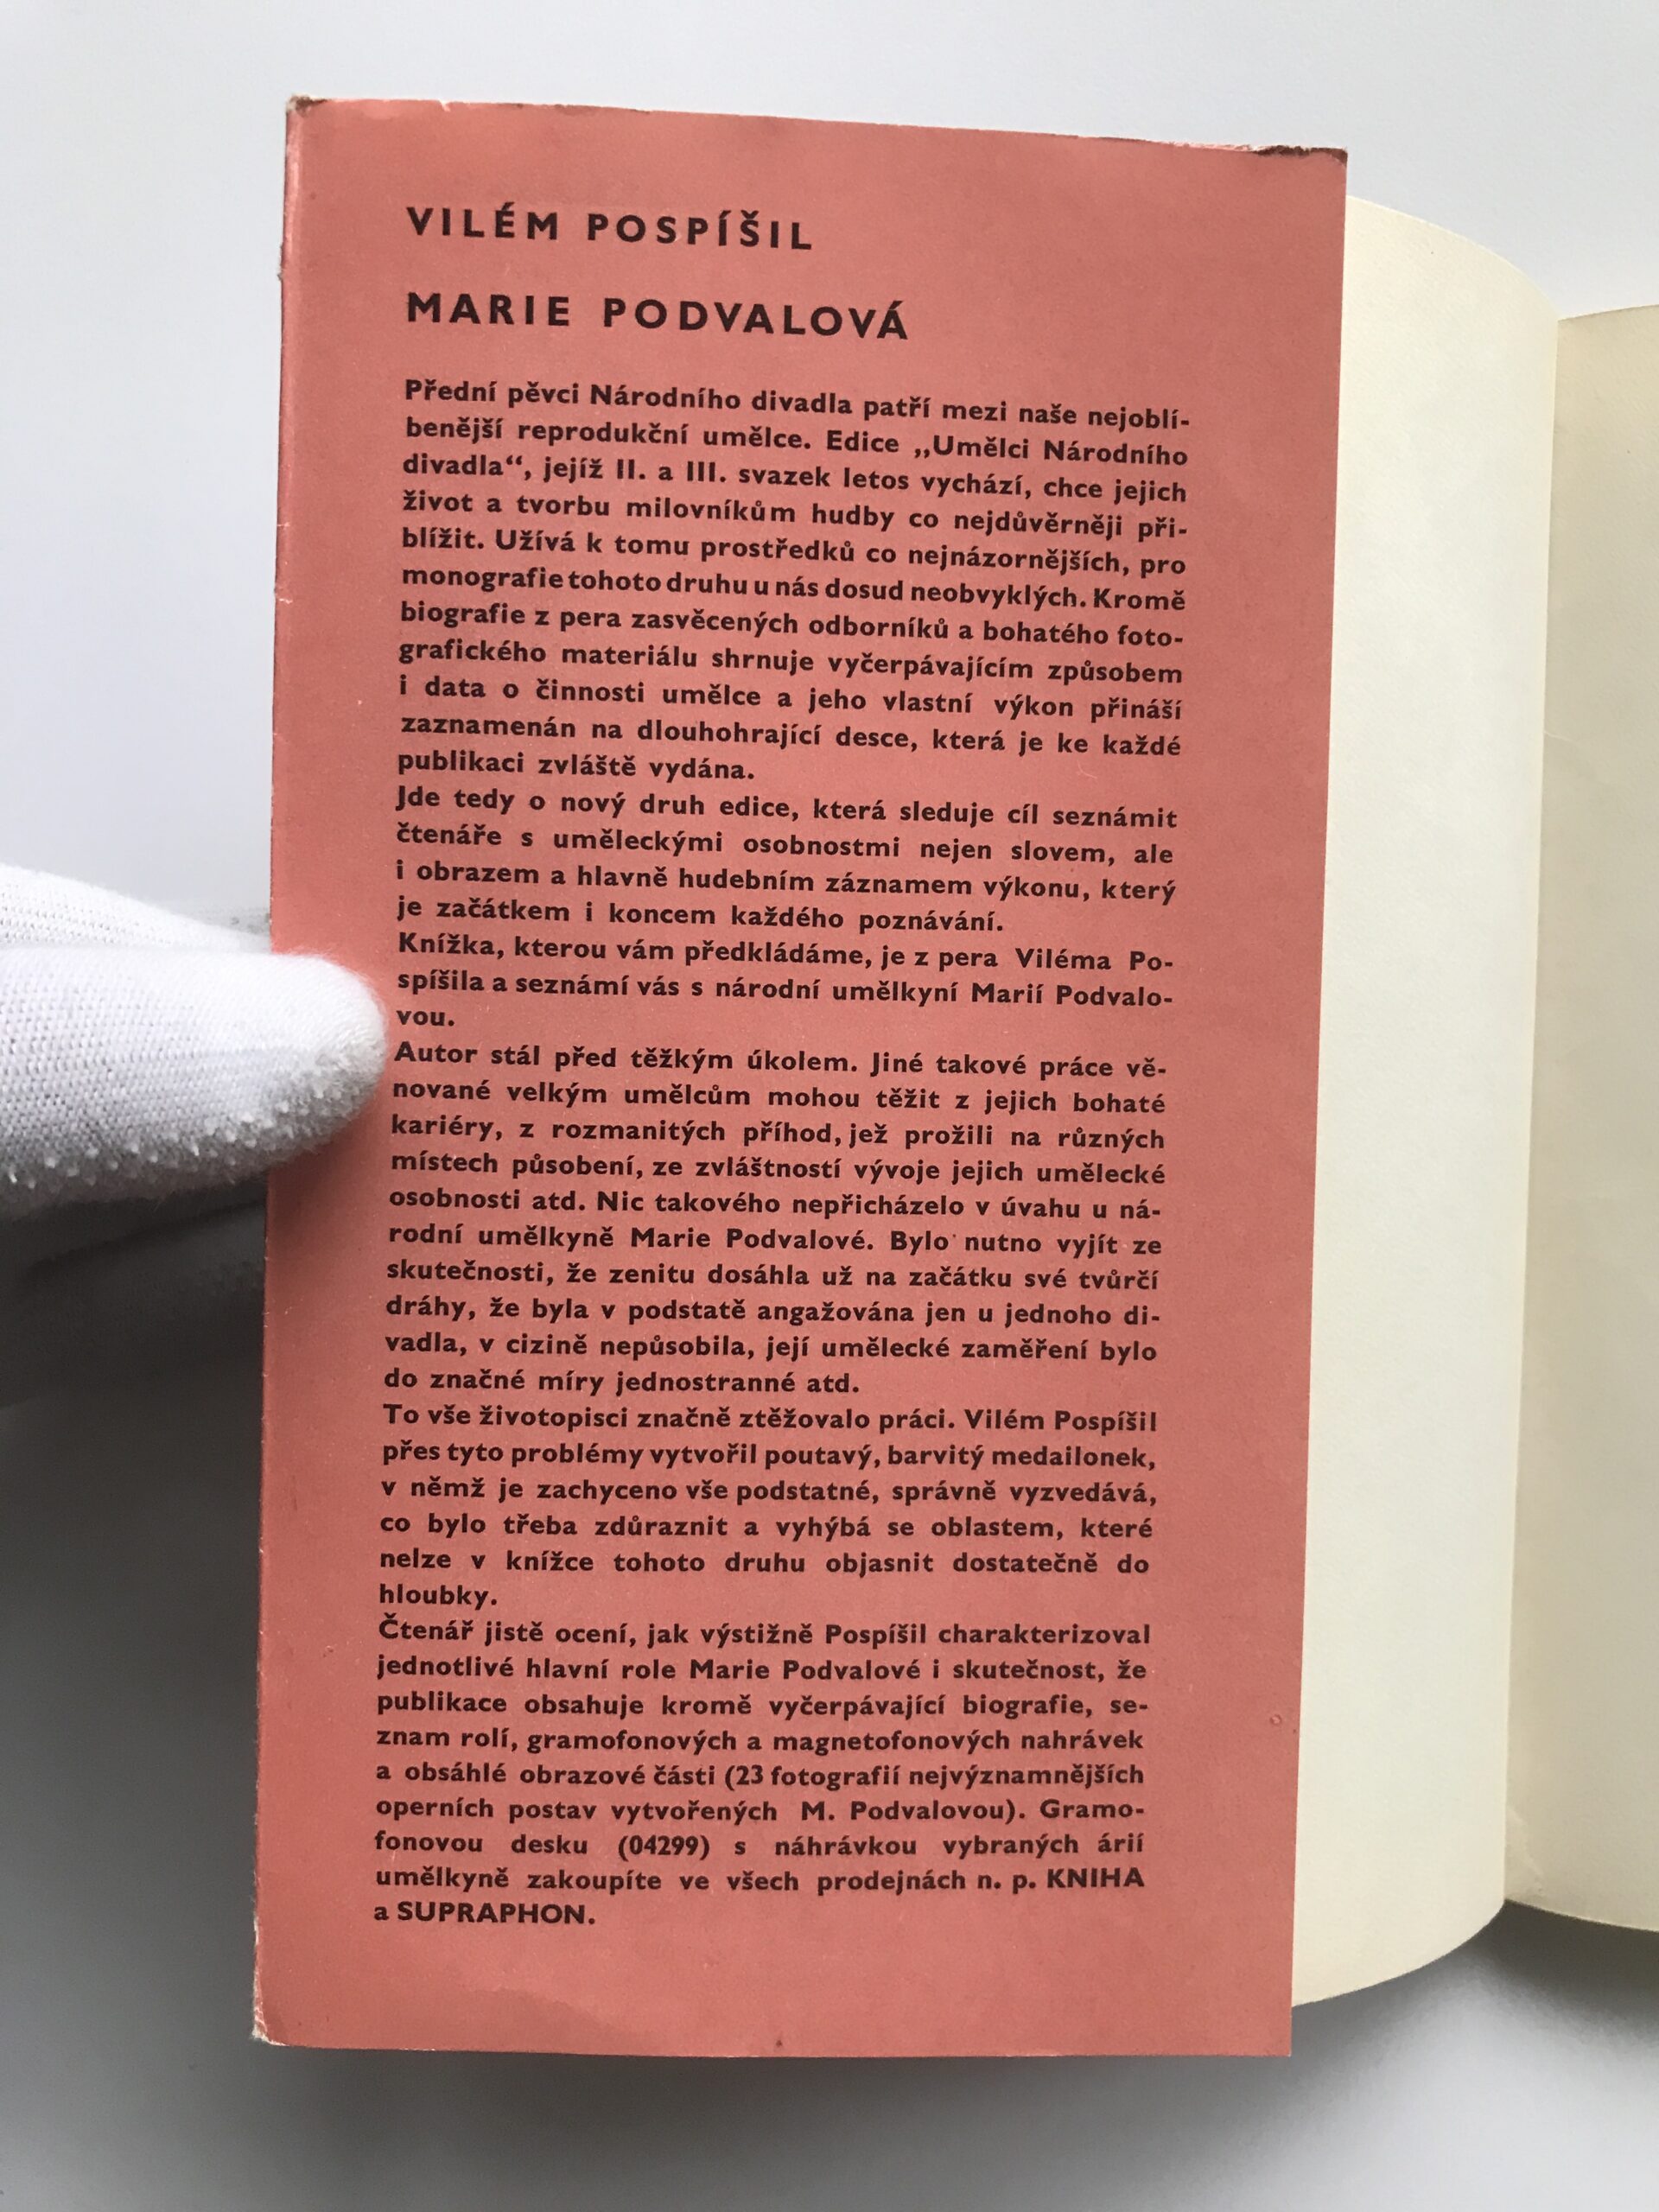 VILÉM POSPÍŠIL
MARIE PODVALOVÁ
Přední pěvci Národního divadla patří mezi naše nejoblí-
benější reprodukční umělce. Edice „Umělci Národního
divadla“, jejíž II. a III. svazek letos vychází, chce jejich
život a tvorbu milovníkům hudby co nejdůvěrněji při-
blížit. Užívá k tomu prostředků co nejnázornějších, pro
monografie tohoto druhu u nás dosud neobvyklých. Kromě
biografie z pera zasvěcených odborníků a bohatého foto-
grafického materiálu shrnuje vyčerpávajícím způsobem
i data o činnosti umělce a jeho vlastní výkon přináší
zaznamenán na dlouhohrající desce, která je ke každé
publikaci zvláště vydána.
Jde tedy o nový druh edice, která sleduje cíl seznámit
čtenáře s uměleckými osobnostmi nejen slovem, ale
i obrazem a hlavně hudebním záznamem výkonu, který
je začátkem i koncem každého poznávání.
Knížka, kterou vám předkládáme, je z pera Viléma Po-
spíšila a seznámí vás s národní umělkyní Marií Podvalo-
vou.
Autor stál před těžkým úkolem. Jiné takové práce vě-
nované velkým umělcům mohou těžit z jejich bohaté
kariéry, z rozmanitých příhod, jež prožili na různých
místech působení, ze zvláštností vývoje jejich umělecké
osobnosti atd. Nic takového nepřicházelo v úvahu u ná-
rodní umělkyně Marie Podvalové. Bylo nutno vyjít ze
skutečnosti, že zenitu dosáhla už na začátku své tvůrčí
dráhy, že byla v podstatě angažována jen u jednoho di-
vadla, v cizině nepůsobila, její umělecké zaměření bylo
do značné míry jednostranné atd.
To vše životopisci značně ztěžovalo práci. Vilém Pospíšil
přes tyto problémy vytvořil poutavý, barvitý medailonek,
v němž je zachyceno vše podstatné, správně vyzvedává,
co bylo třeba zdůraznit a vyhýbá se oblastem, které
nelze v knížce tohoto druhu objasnit dostatečně do
hloubky.
Čtenář jistě ocení, jak výstižně Pospíšil charakterizoval
jednotlivé hlavní role Marie Podvalové i skutečnost, že
publikace obsahuje kromě vyčerpávající biografie, se-
znam rolí, gramofonových a magnetofonových nahrávek
a obsáhlé obrazové části (23 fotografií nejvýznamnějších
operních postav vytvořených M. Podvalovou). Gramo-
fonovou desku (04299) s náhrávkou vybraných árií
umělkyně zakoupíte ve všech prodejnách n. p. KNIHA
a SUPRAPHON.